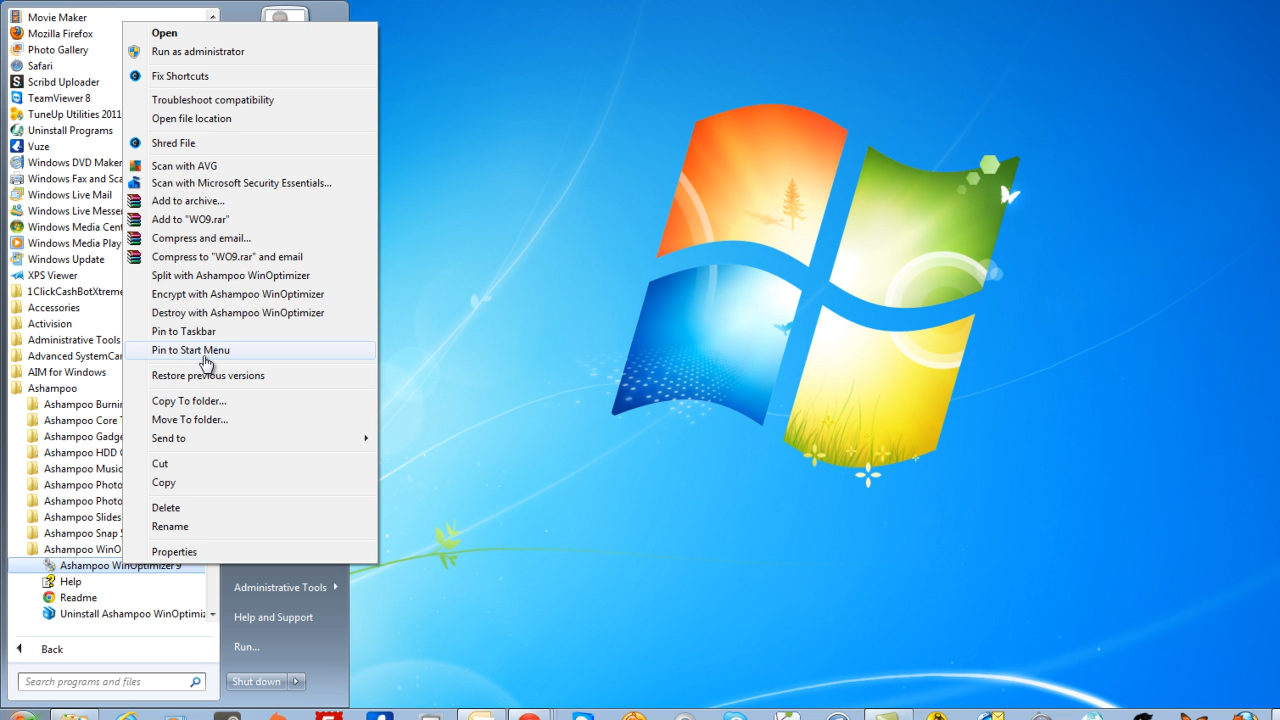 Movie Maker
Mozilla Firefox
Photo Gallery
Safari
Scribd Uploader
TeamViewer 8
TuneUp Utilities 2011
Uninstall Programs
Vuze
Windows DVD Maker
Windows Fax and Sca
Windows Live Mail
Windows Live Messe
Windows Media Cent
Windows Media Play
Windows Update
XPS Viewer
1ClickCashBotXtreme
Accessories
Activision
Administrative Tools
Advanced SystemCar
AIM for Windows
Ashampoo
Ashampoo Burni
Ashampoo Core T
Ashampoo Gadge
Ashampoo HDD C
Ashampoo Music
Ashampoo Photo
Ashampoo Photo
Ashampoo Slides
Ashampoo Snap 5
Ashampoo WinO
Ashampoo WinOptimizer 9
Help
Readme
Uninstall Ashampoo WinOptimiz
Back
Search programs and files
Open
Run as administrator
Fix Shortcuts
Troubleshoot compatibility
Open file location
Shred File
Scan with AVG
Scan with Microsoft Security Essentials...
Add to archive...
Add to "WO9.rar"
Compress and email...
Compress to "WO9.rar" and email
Split with Ashampoo WinOptimizer
Encrypt with Ashampoo WinOptimizer
Destroy with Ashampoo WinOptimizer
Pin to Taskbar
Pin to Start Menu
Restore previous versions
Copy To folder...
Move To folder...
Send to
Cut
Copy
Delete
Rename
Properties
Administrative Tools
Help and Support
Run...
Shut down